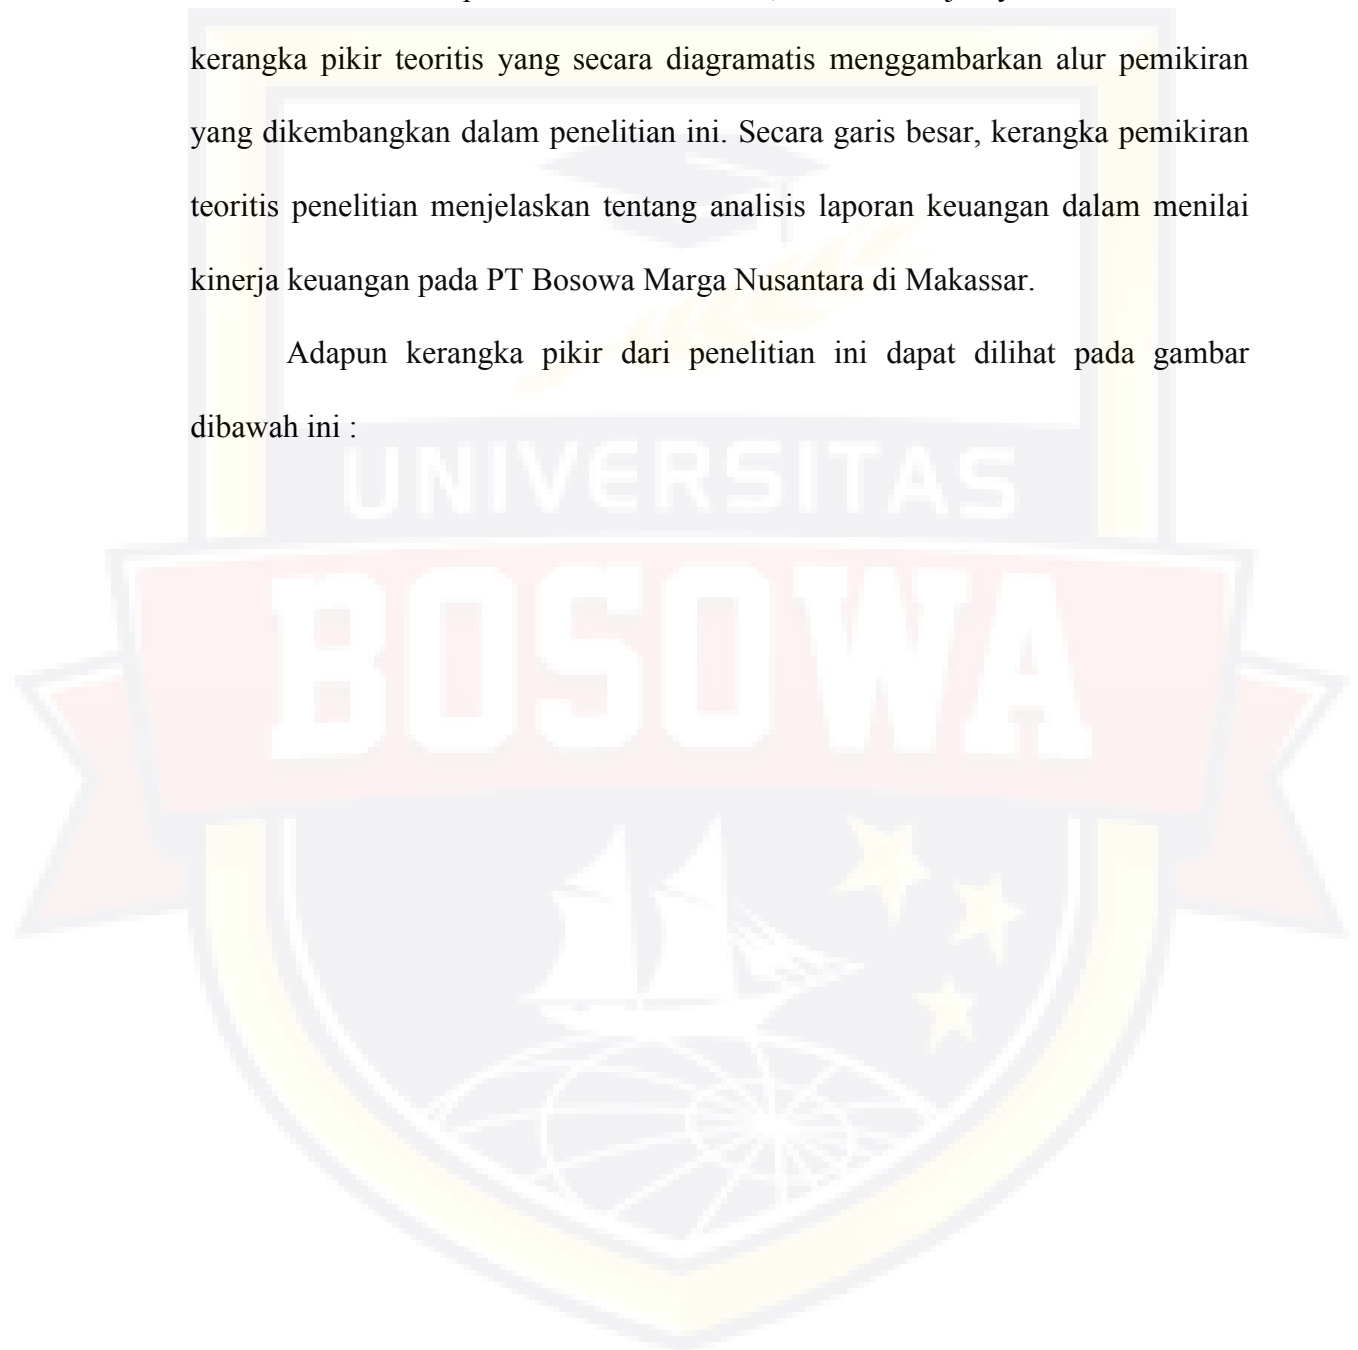 kerangka pikir teoritis yang secara diagramatis menggambarkan alur pemikiran
yang dikembangkan dalam penelitian ini. Secara garis besar, kerangka pemikiran
teoritis penelitian menjelaskan tentang analisis laporan keuangan dalam menilai
kinerja keuangan pada PT Bosowa Marga Nusantara di Makassar.
Adapun kerangka pikir dari penelitian ini dapat dilihat pada gambar
dibawah ini :
UNIVERSITAS
BOSOWA